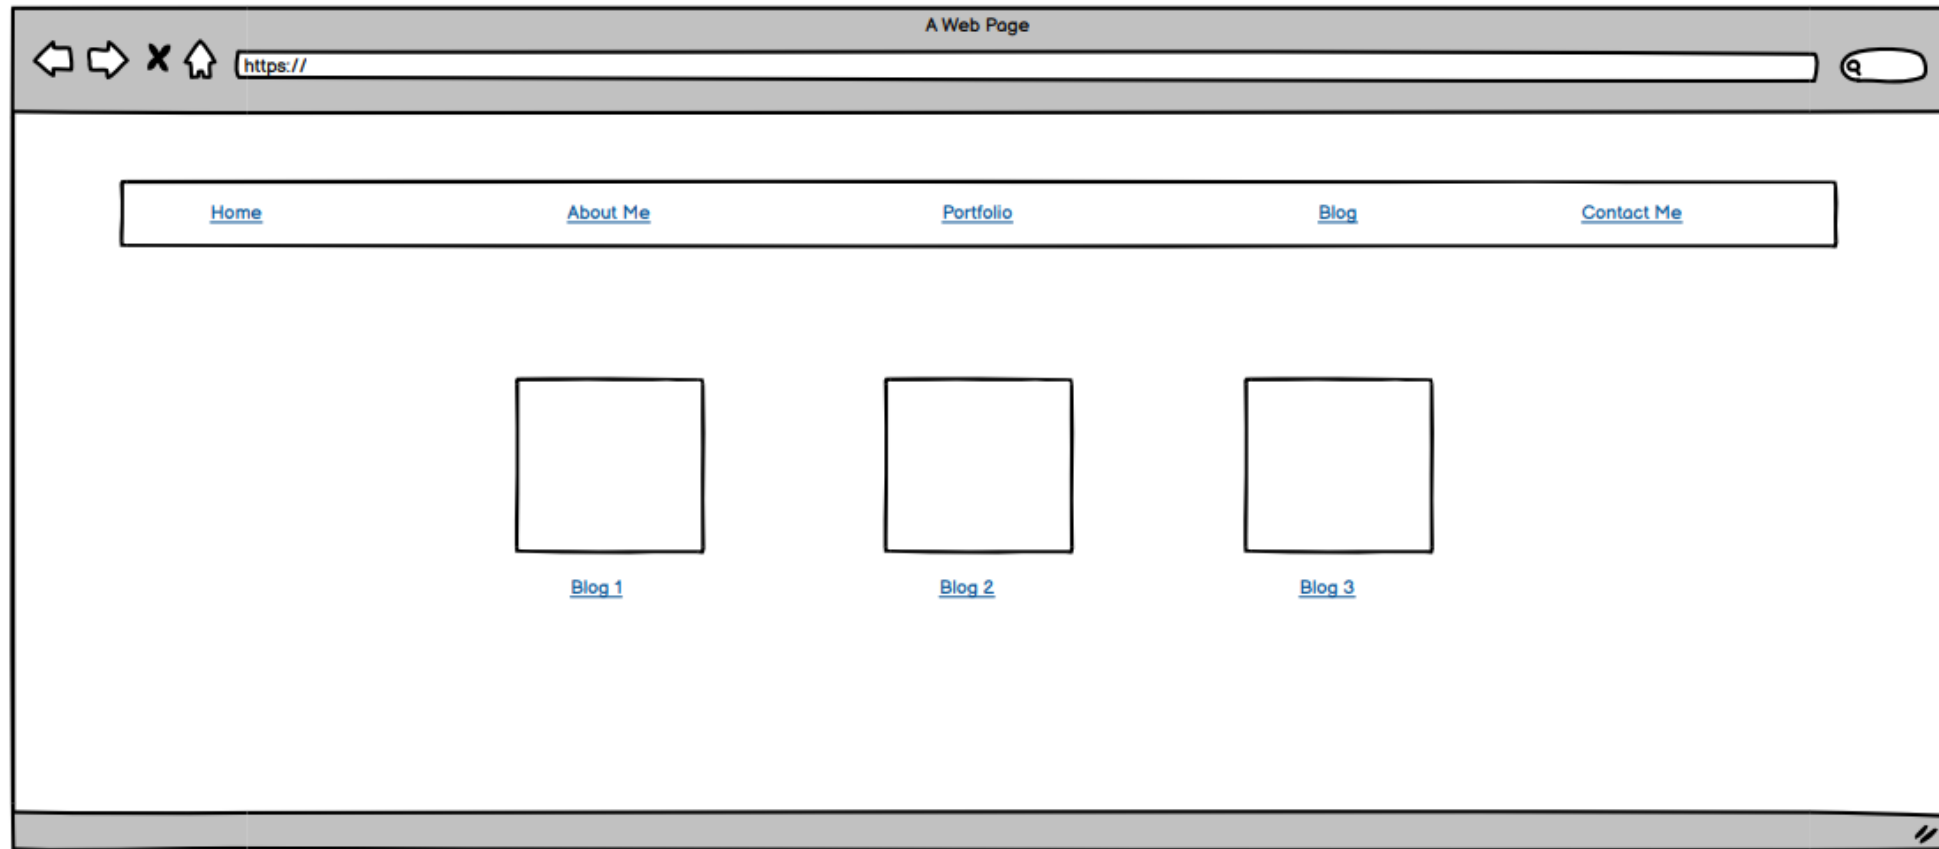 A Web Page
https://
Home About Me Portfolio Blog Contact Me
Blog 1 Blog 2 Blog 3